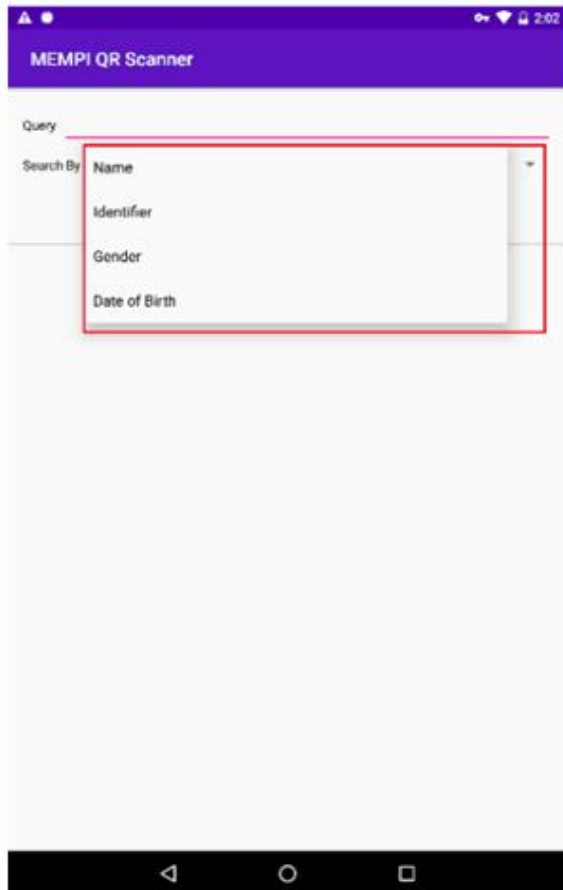 2:02
MEMPI QR Scanner
Query
Search By
Name
Identifier
Gender
Date of Birth